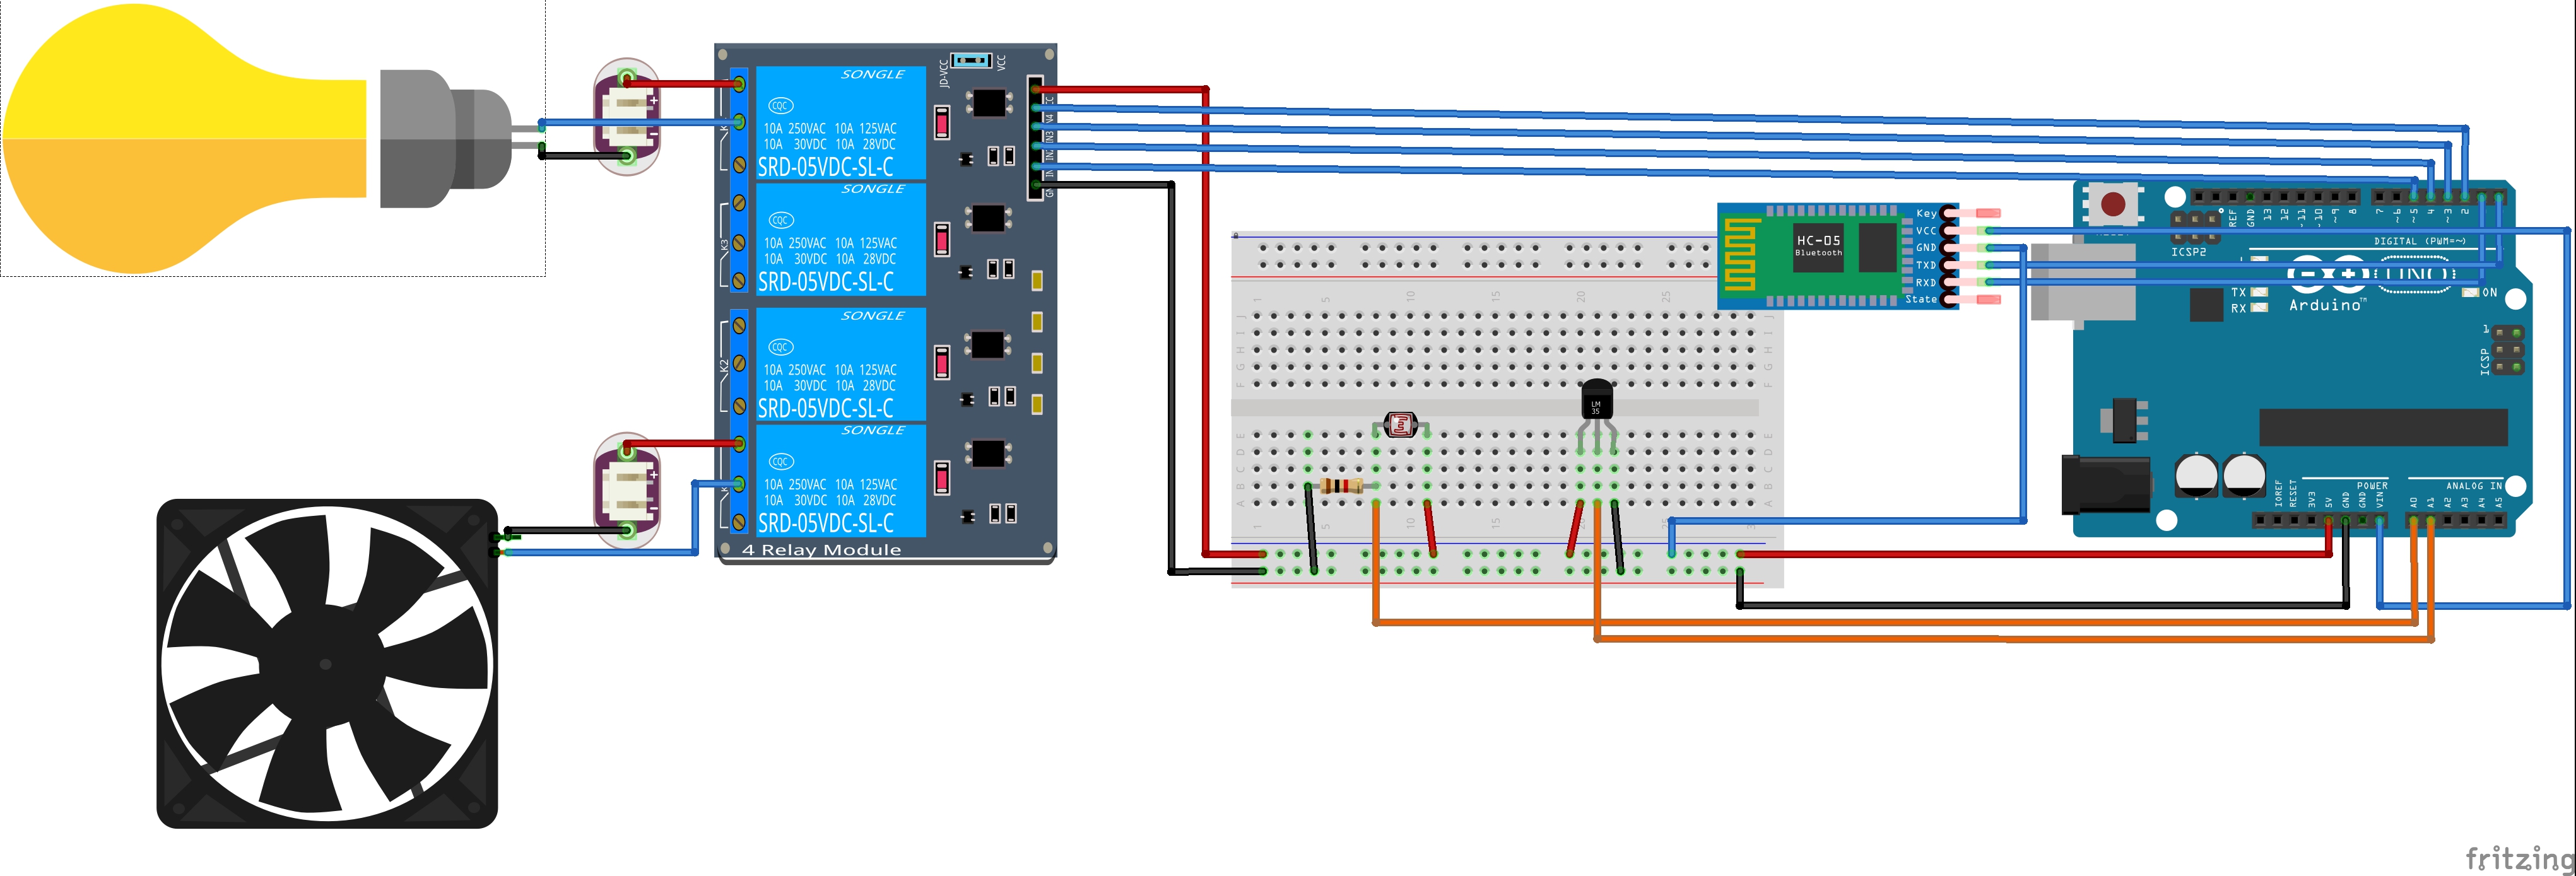 SONGLE
CQC
10A 250VAC 10A 125VAC
10A 30VDC 10A 28VDC
SRD-05VDC-SL-C
SONGLE
CQC
10A 250VAC 10A 125VAC
10A 30VDC 10A 28VDC
SRD-05VDC-SL-C
K3
SONGLE
CQC
10A 250VAC 10A 125VAC
10A 30VDC 10A 28VDC
SRD-05VDC-SL-C
K2
SONGLE
CQC
10A 250VAC 10A 125VAC
10A 30VDC 10A 28VDC
SRD-05VDC-SL-C
4 Relay Module
JD-VCC
VCC
1 5 10 15 20 25
J
I
H
G
F
E
D
C
B
A
LM
35
HC-05
Bluetooth
Key
VCC
GND
TXD
RXD
State
ICSP2
GND
13
12
~11
~10
~9
8
7
~6
~5
4
~3
2
DIGITAL (PWM=~)
UNO
TX
RX
Arduino™
ON
1
ICSP
POWER
ANALOG IN
IOREF
RESET
3V3
5V
GND
GND
VIN
A0
A1
A2
A3
A4
A5
fritzing